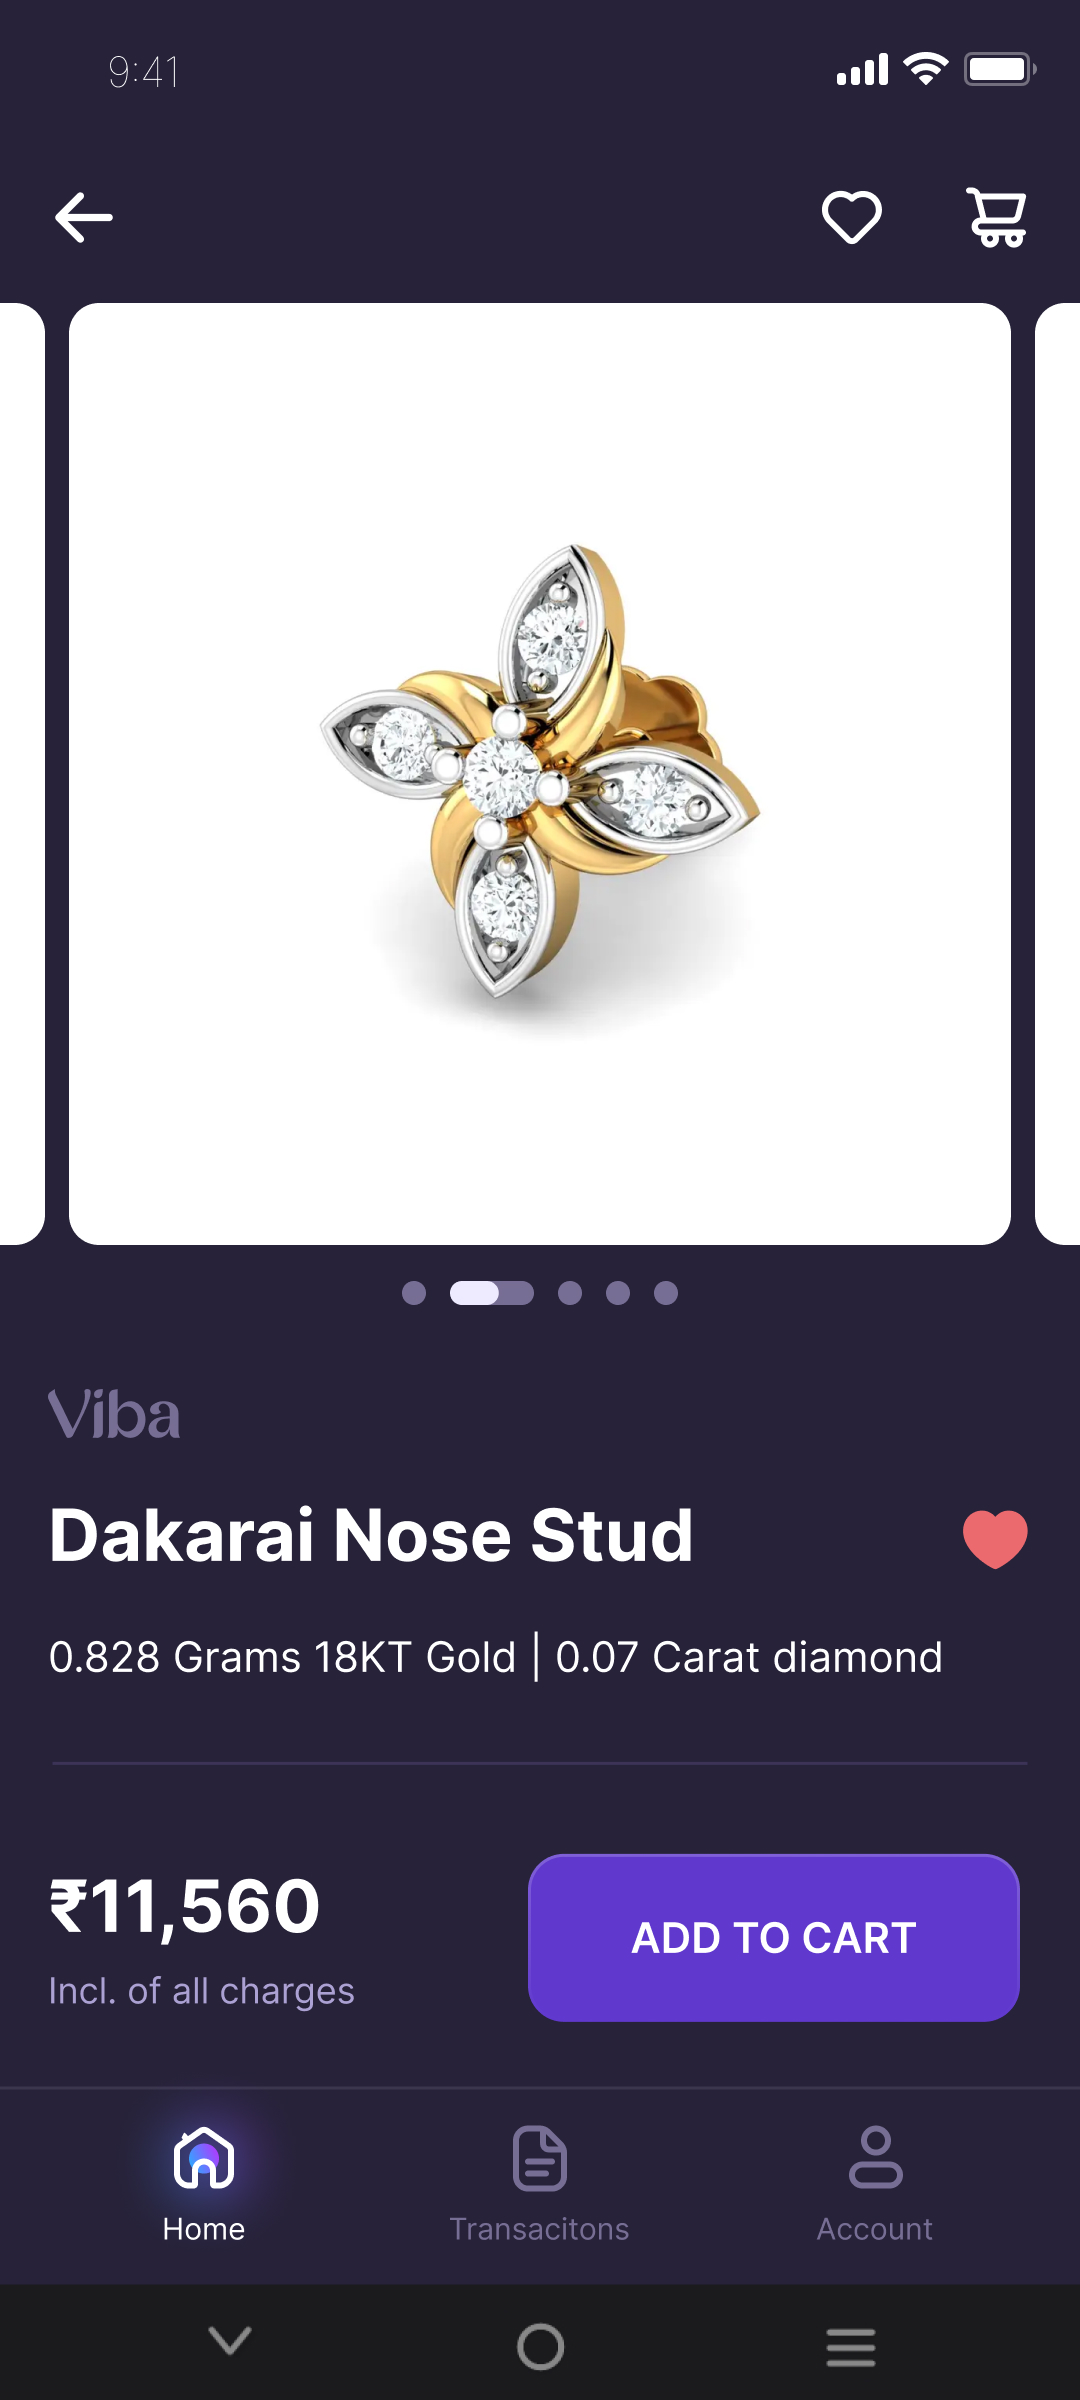 9:41
Viba
Dakarai Nose Stud
0.828 Grams 18KT Gold | 0.07 Carat diamond
₹11,560
Incl. of all charges
ADD TO CART
Home
Transacitons
Account